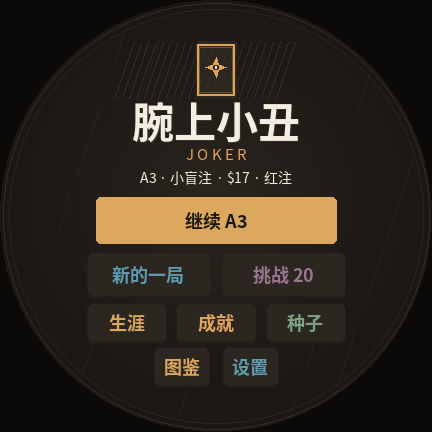 腕上小丑
JOKER
A3 · 小盲注 · $17 · 红注
继续 A3
新的一局 挑战 20
生涯 成就 种子
图鉴 设置